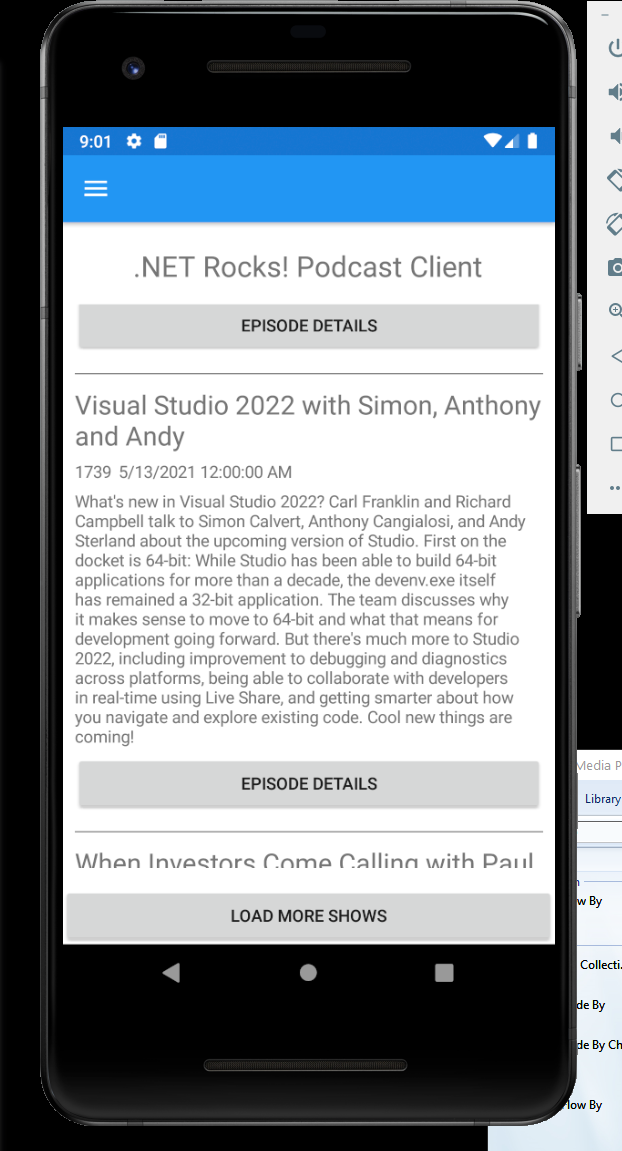 9:01
.NET Rocks! Podcast Client
EPISODE DETAILS
Visual Studio 2022 with Simon, Anthony
and Andy
1739 5/13/2021 12:00:00 AM
What's new in Visual Studio 2022? Carl Franklin and Richard
Campbell talk to Simon Calvert, Anthony Cangialosi, and Andy
Sterland about the upcoming version of Studio. First on the
docket is 64-bit: While Studio has been able to build 64-bit
applications for more than a decade, the devenv.exe itself
has remained a 32-bit application. The team discusses why
it makes sense to move to 64-bit and what that means for
development going forward. But there's much more to Studio
2022, including improvement to debugging and diagnostics
across platforms, being able to collaborate with developers
in real-time using Live Share, and getting smarter about how
you navigate and explore existing code. Cool new things are
coming!
EPISODE DETAILS
When Investors Come Calling with Paul
LOAD MORE SHOWS
Media P
Library
w By
Collecti.
de By
de By Ch
low By